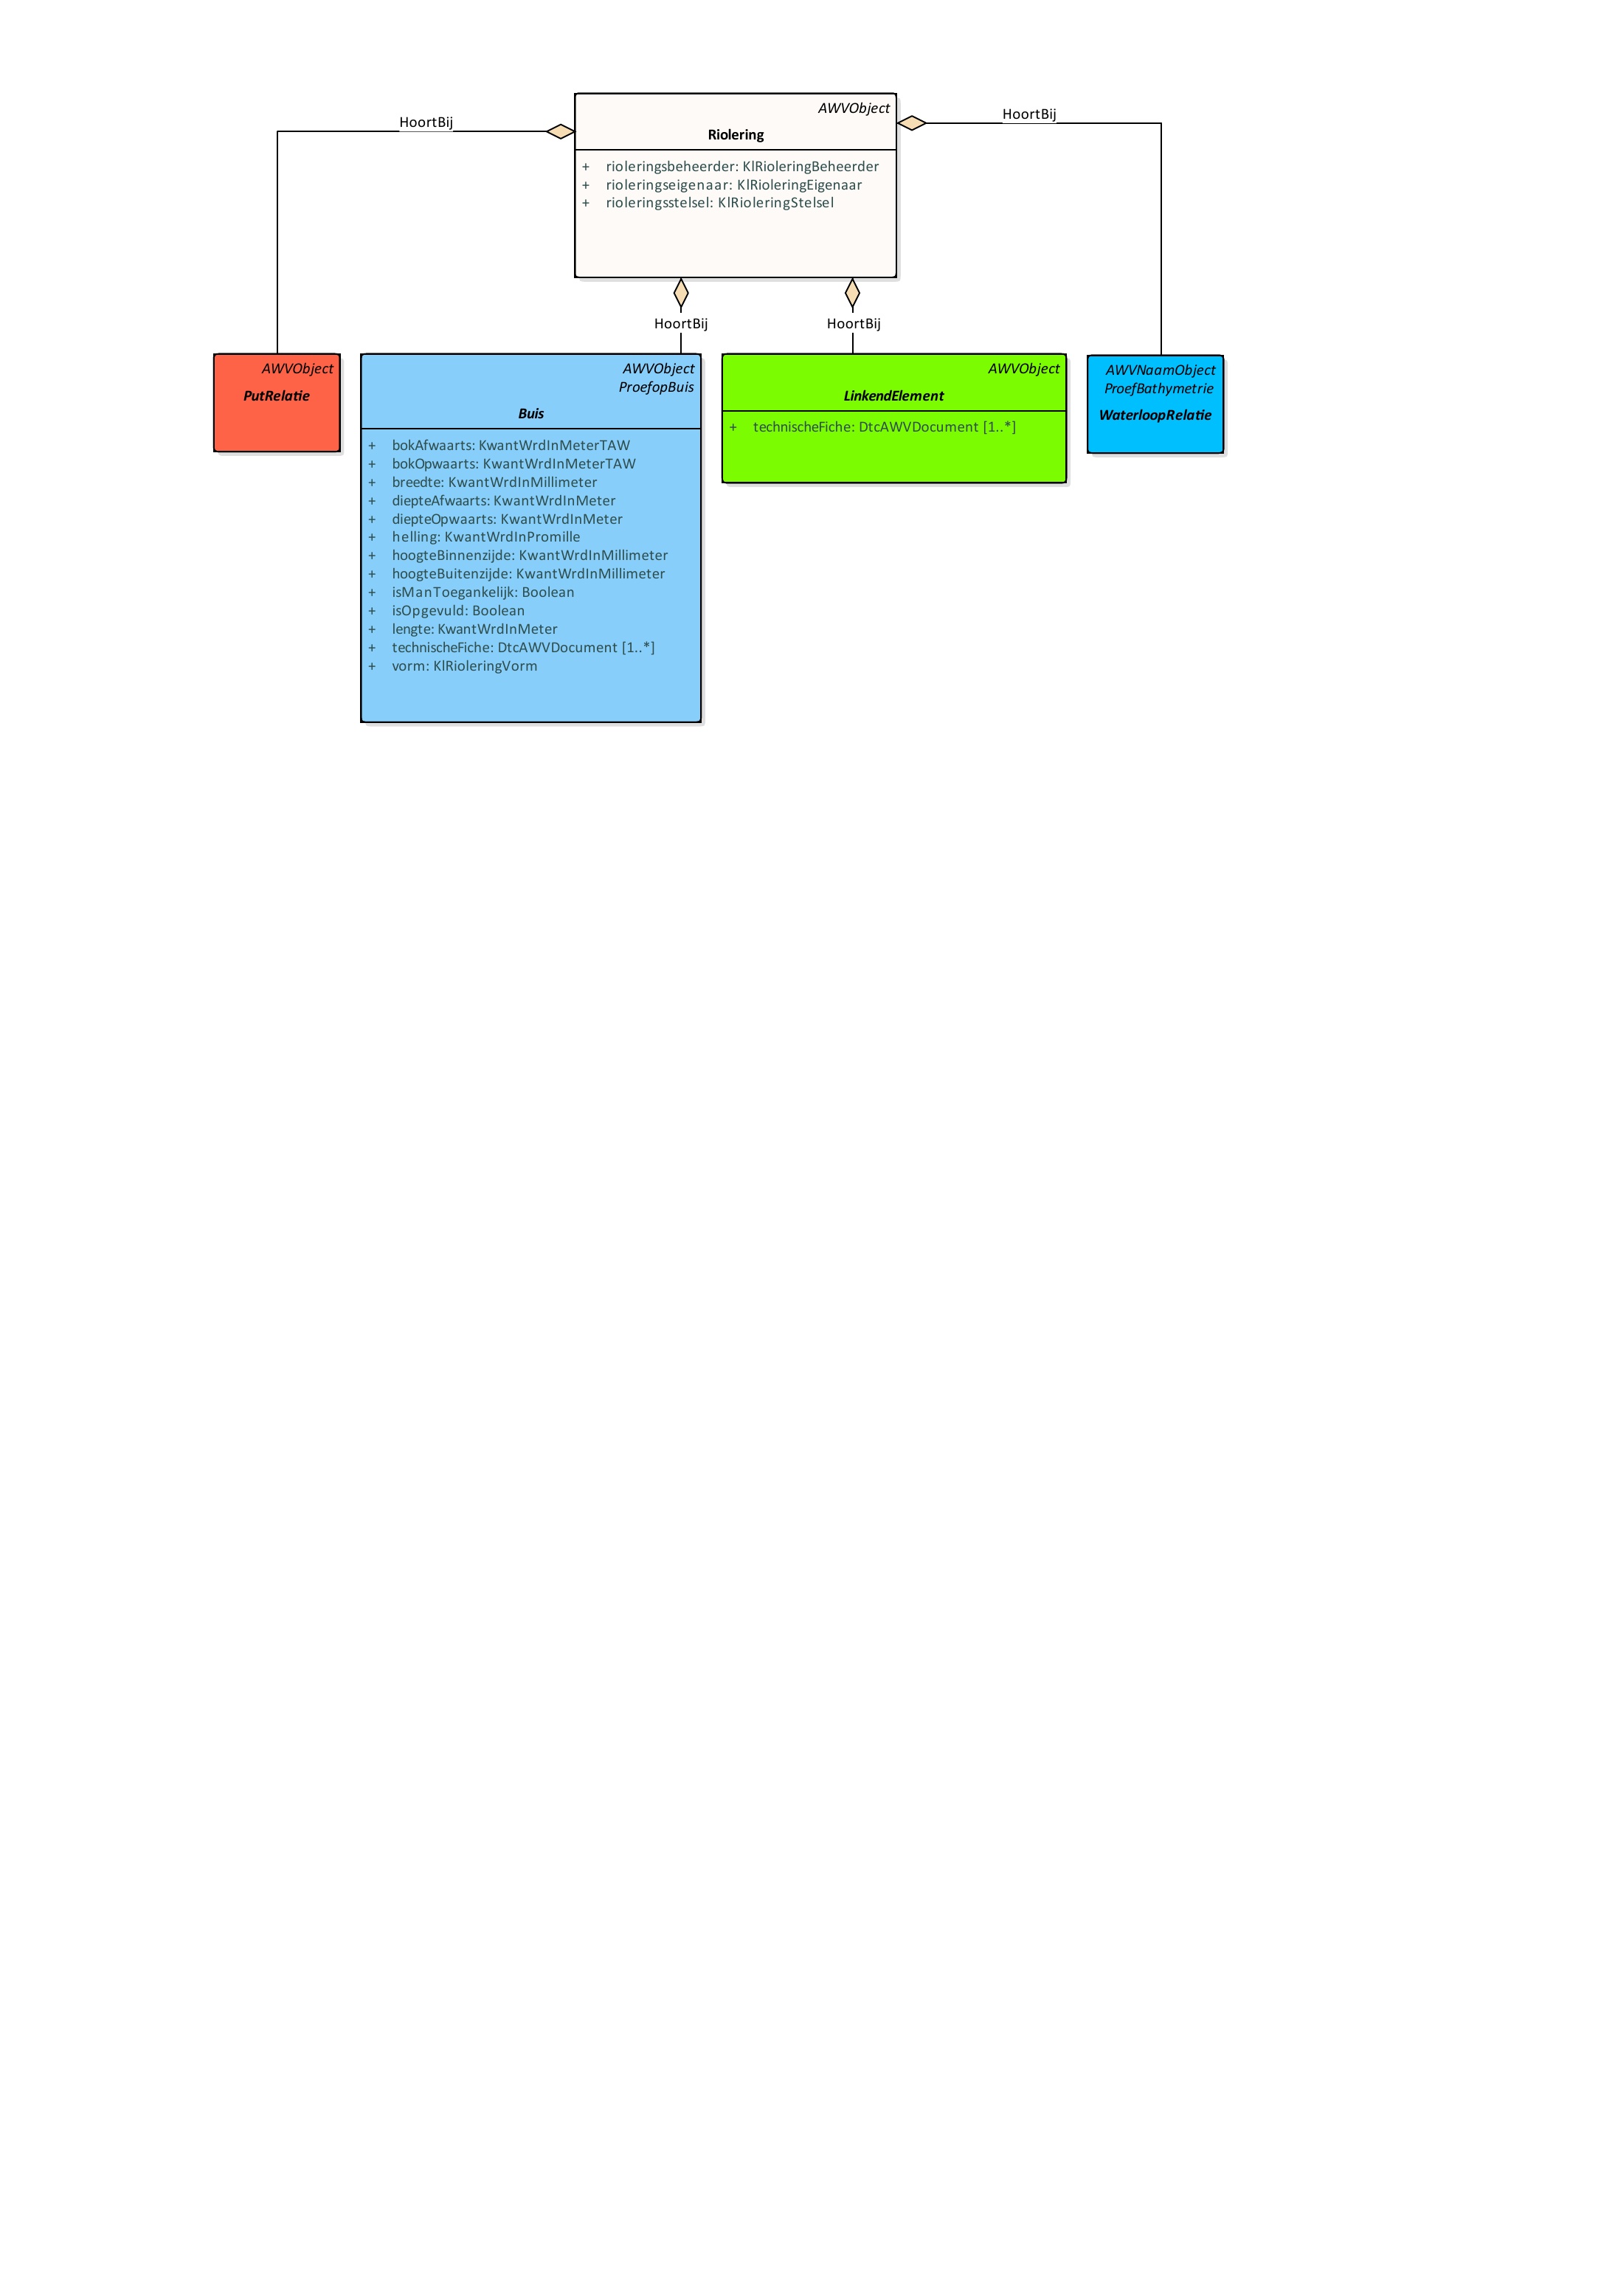 HoortBij
HoortBij
AWVObject
Riolering
+ rioleringsbeheerder: KlRioleringBeheerder
+ rioleringseigenaar: KlRioleringEigenaar
+ rioleringsstelsel: KlRioleringStelsel
HoortBij
HoortBij
AWVObject
PutRelatie
AWVObject
ProefopBuis
Buis
+ bokAfwaarts: KwantWrdInMeterTAW
+ bokOpwaarts: KwantWrdInMeterTAW
+ breedte: KwantWrdInMillimeter
+ diepteAfwaarts: KwantWrdInMeter
+ diepteOpwaarts: KwantWrdInMeter
+ helling: KwantWrdInPromille
+ hoogteBinnenzijde: KwantWrdInMillimeter
+ hoogteBuitenzijde: KwantWrdInMillimeter
+ isManToegankelijk: Boolean
+ isOpgevuld: Boolean
+ lengte: KwantWrdInMeter
+ technischeFiche: DtcAWVDocument [1..*]
+ vorm: KlRioleringVorm
AWVObject
LinkendElement
+ technischeFiche: DtcAWVDocument [1..*]
AWVNaamObject
ProefBathymetrie
WaterloopRelatie